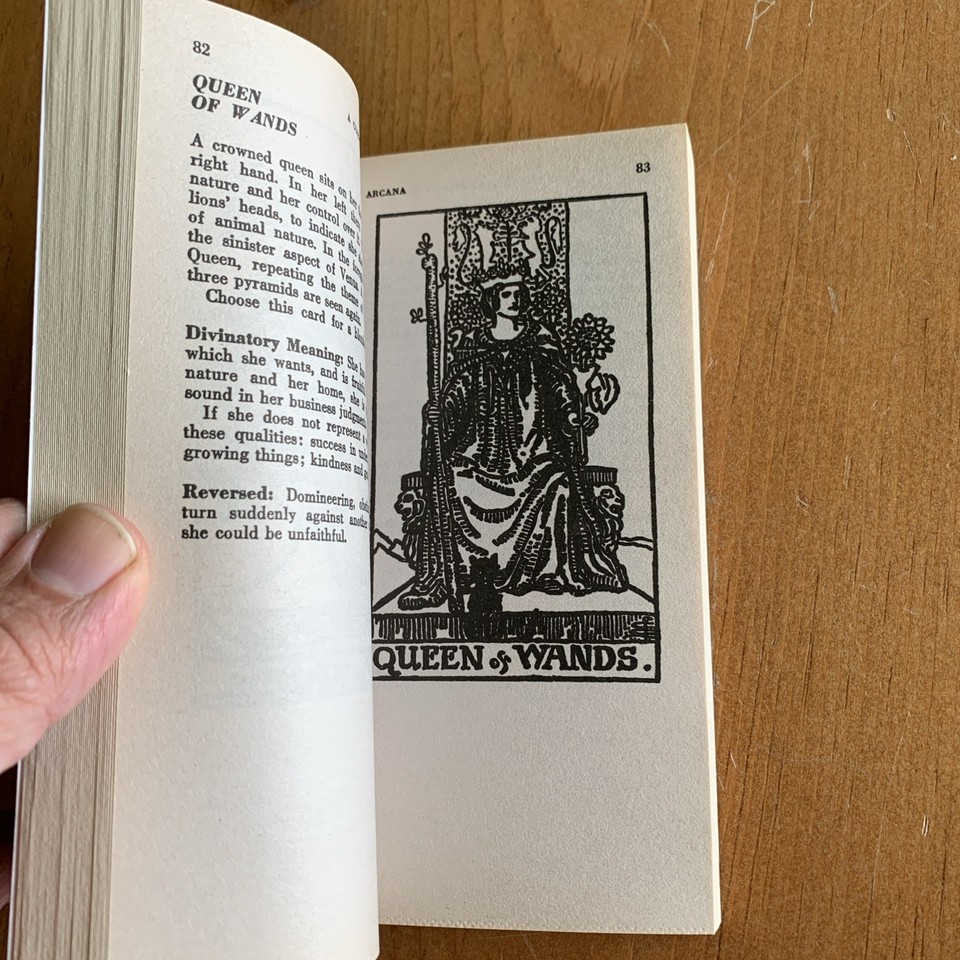 82
QUEEN
OF WANDS
A crowned queen sits on her
right hand. In her left
nature and her control over
lions' heads, to indicate she
of animal nature. In the
the sinister aspect of Venus
Queen, repeating the theme
three pyramids are seen again.
Choose this card for a
Divinatory Meaning: She
which she wants, and is
nature and her home, she is
sound in her business
If she does not represent a
these qualities: success in
growing things; kindness and
Reversed: Domineering,
turn suddenly against another
she could be unfaithful.
ARCANA
83
QUEEN of WANDS.